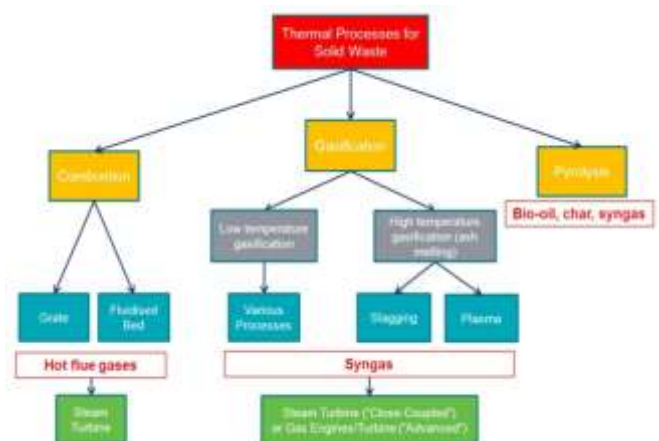 Thermal Processes for
Solid Waste
Combustion
Gasification
Pyrolysis
Bio-oil, char, syngas
Low temperature
gasification
High temperature
gasification (ash
melting)
Grate
Fluidised
Bed
Various
Processes
Slagging
Plasma
Hot flue gases
Syngas
Steam
Turbine
Steam Turbine ("Close Coupled")
or Gas Engines/Turbine ("Advanced")